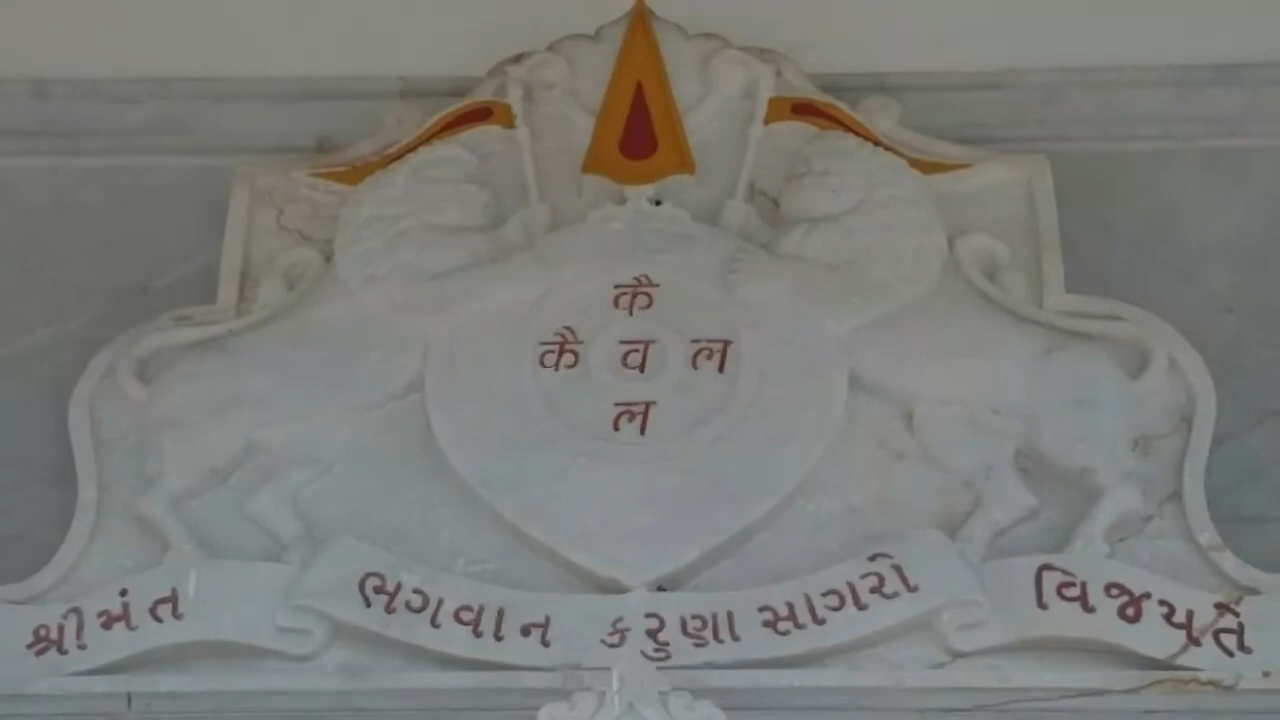 कै
कै व ल
ल
શ્રીમંત ભગવાન કરુણા સાગરો વિજયતે